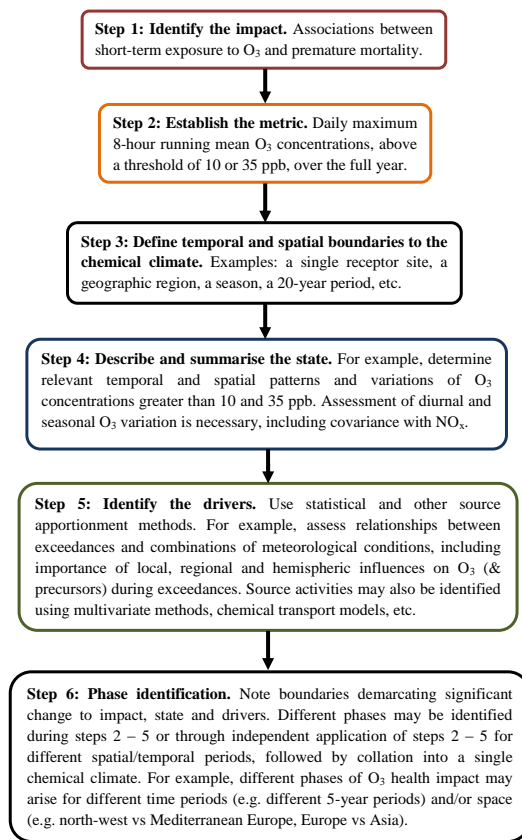 Step 1: Identify the impact. Associations between
short-term exposure to O₃ and premature mortality.
Step 2: Establish the metric. Daily maximum
8-hour running mean O₃ concentrations, above
a threshold of 10 or 35 ppb, over the full year.
Step 3: Define temporal and spatial boundaries to the
chemical climate. Examples: a single receptor site, a
geographic region, a season, a 20-year period, etc.
Step 4: Describe and summarise the state. For example, determine
relevant temporal and spatial patterns and variations of O₃
concentrations greater than 10 and 35 ppb. Assessment of diurnal and
seasonal O₃ variation is necessary, including covariance with NOₓ.
Step 5: Identify the drivers. Use statistical and other source
apportionment methods. For example, assess relationships between
exceedances and combinations of meteorological conditions, including
importance of local, regional and hemispheric influences on O₃ (&
precursors) during exceedances. Source activities may also be identified
using multivariate methods, chemical transport models, etc.
Step 6: Phase identification. Note boundaries demarcating significant
change to impact, state and drivers. Different phases may be identified
during steps 2 – 5 or through independent application of steps 2 – 5 for
different spatial/temporal periods, followed by collation into a single
chemical climate. For example, different phases of O₃ health impact may
arise for different time periods (e.g. different 5-year periods) and/or space
(e.g. north-west vs Mediterranean Europe, Europe vs Asia).